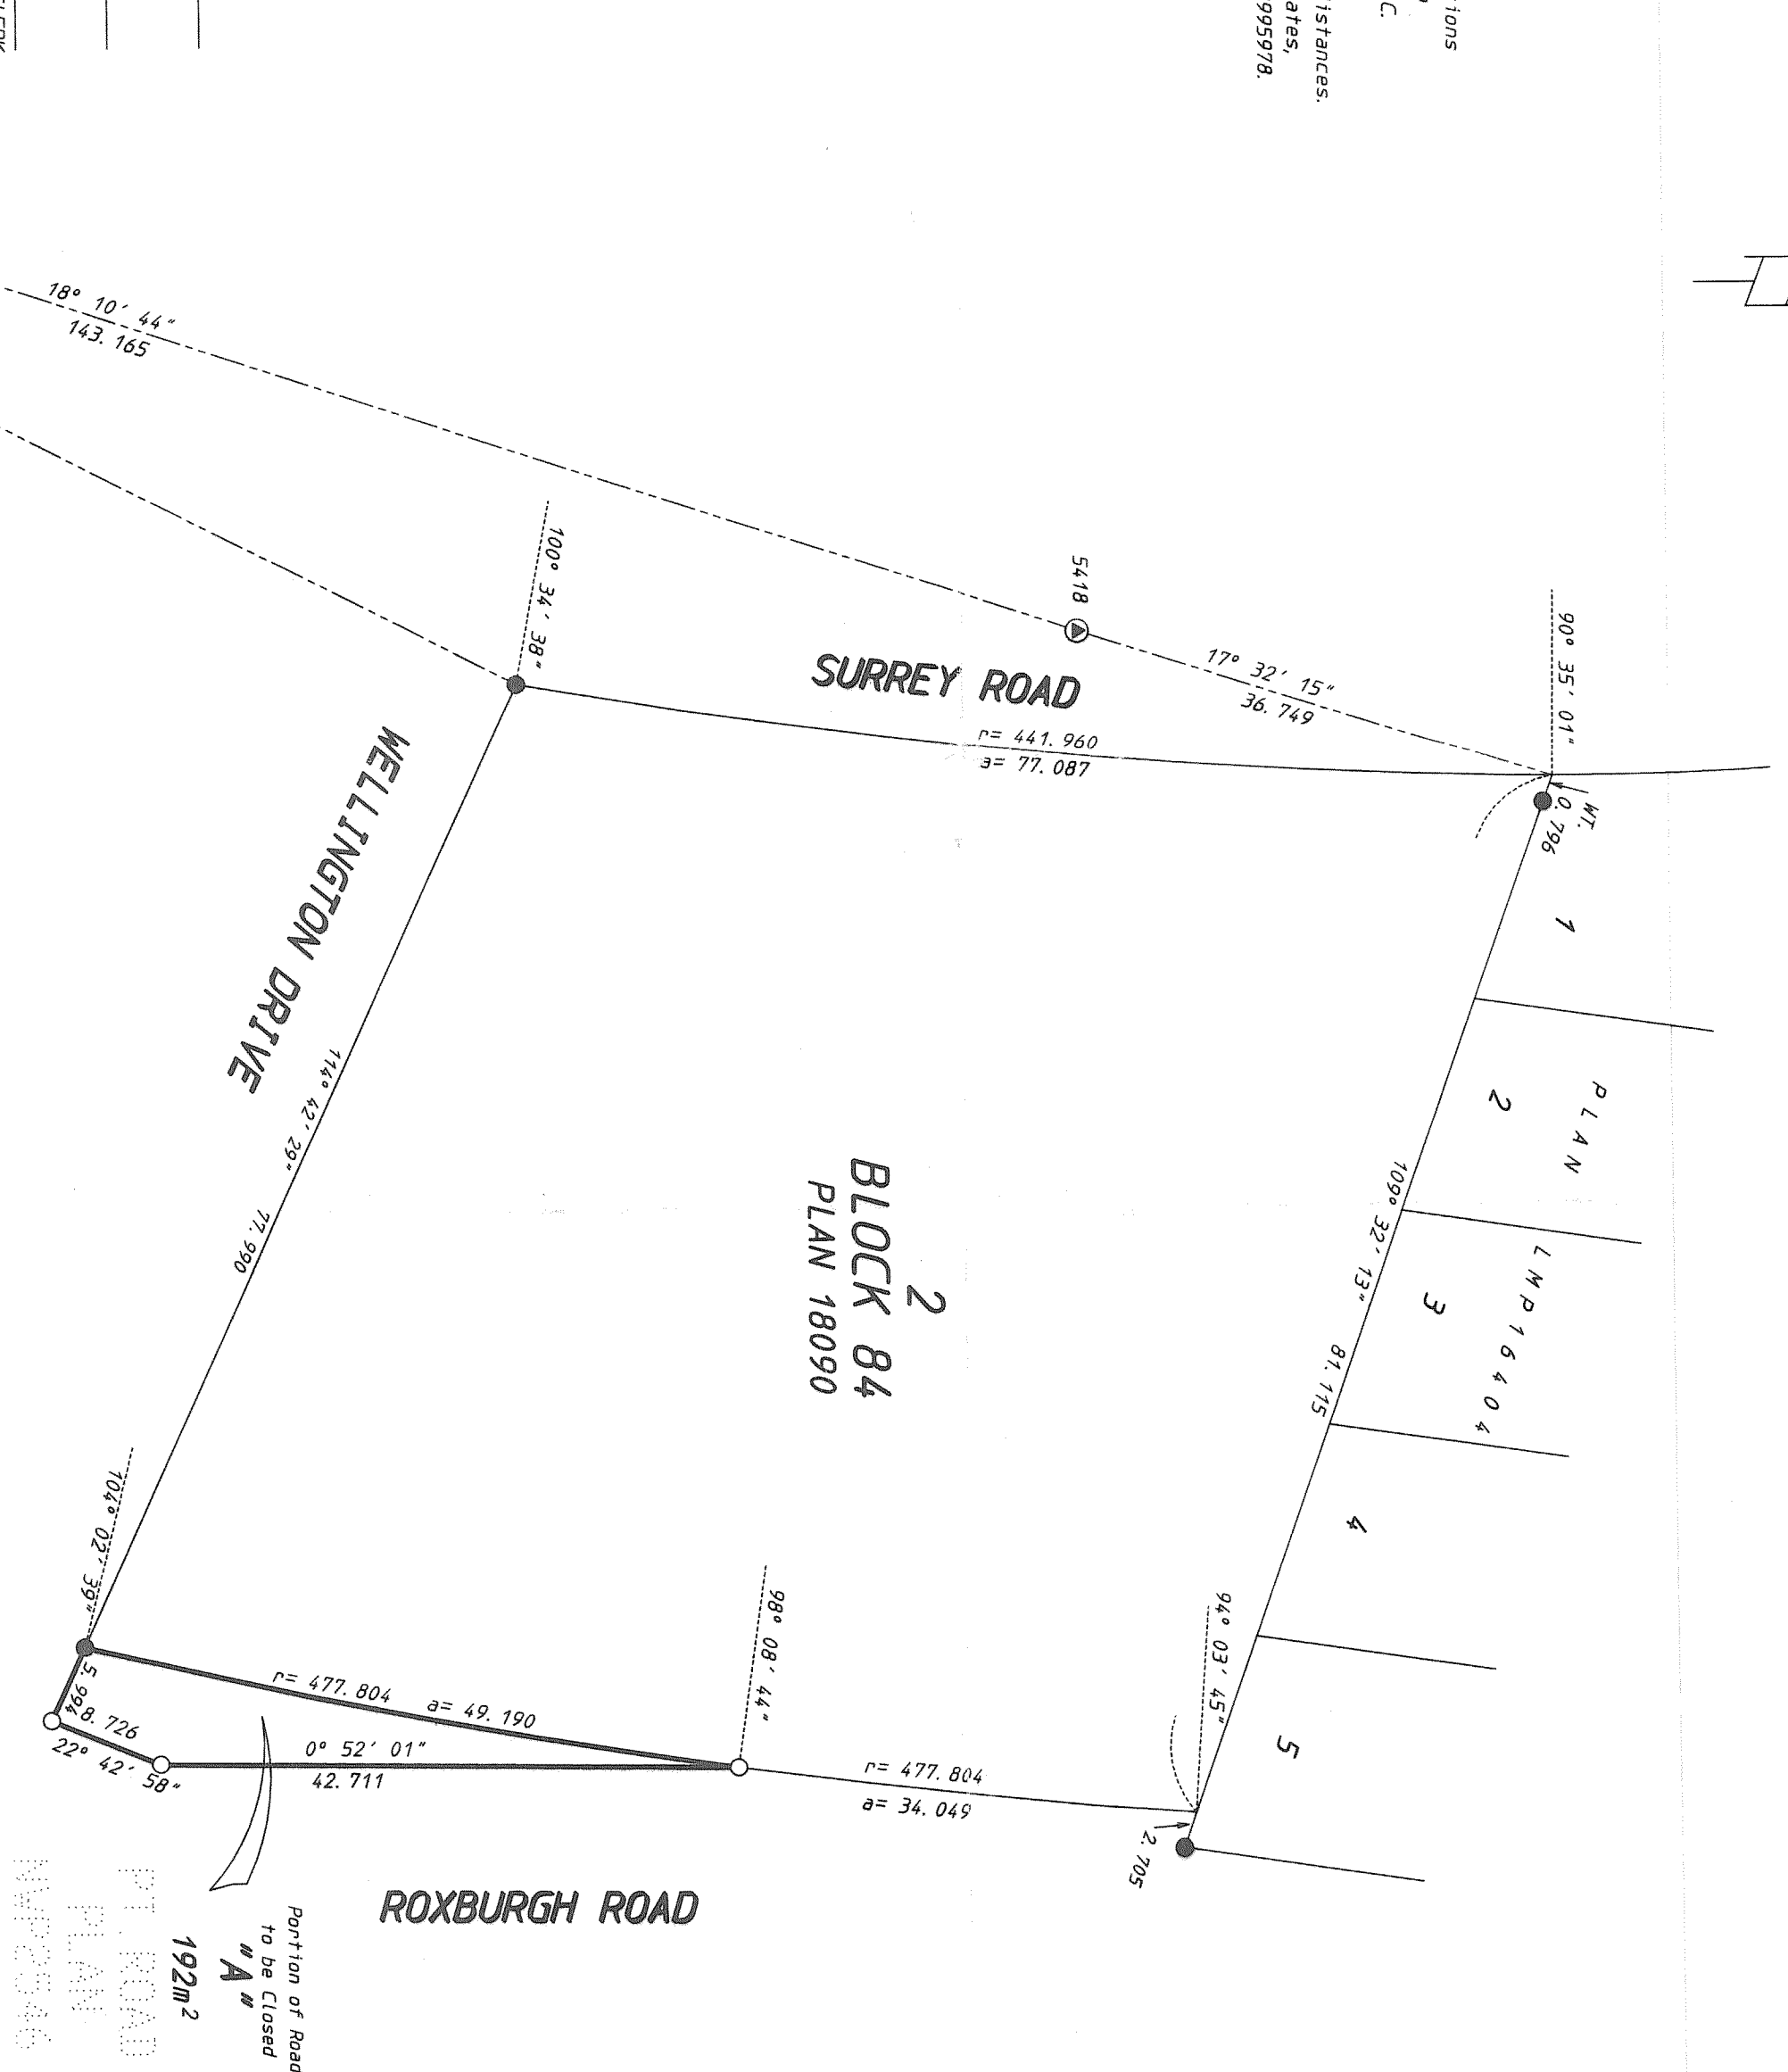 ions
C.
istances.
ates,
995978.
18° 10' 44"
143.165
100° 34' 38"
5418
17° 32' 15"
36.749
90° 35' 01"
WT.
0.796
SURREY ROAD
r= 441.960
a= 77.087
WELLINGTON DRIVE
114° 42' 29"
77.990
2
BLOCK 84
PLAN 18090
1
2
3
4
5
PLAN
LMP16404
109° 32' 13"
81.115
104° 02' 39"
98° 08' 44"
94° 03' 45"
r= 477.804
a= 49.190
5.994
8.726
22° 42' 58"
0° 52' 01"
42.711
r= 477.804
a= 34.049
2.705
ROXBURGH ROAD
Portion of Road
to be Closed
"A"
192m²
PT. ROAD
PLAN
NWP25446